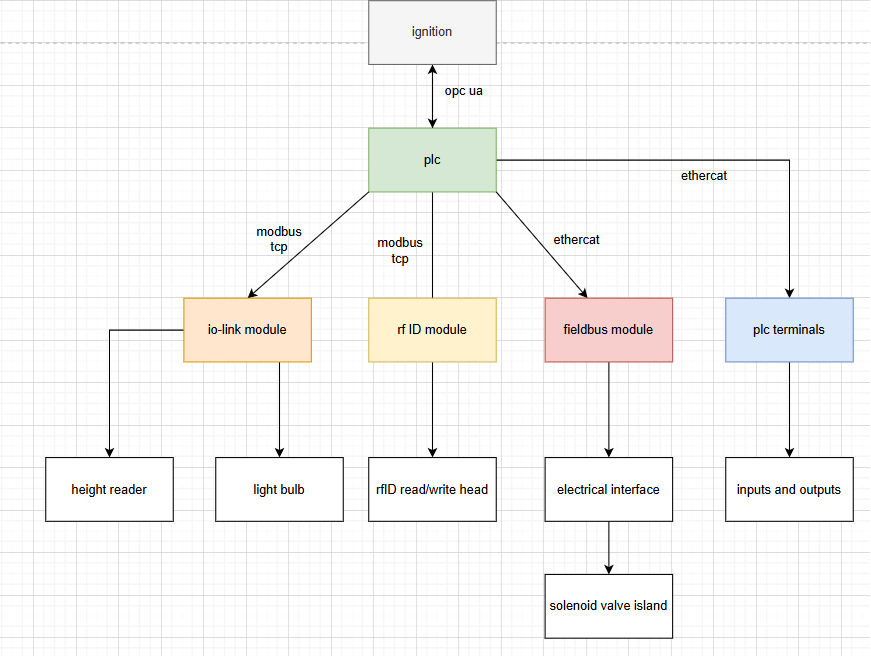 ignition
opc ua
plc
ethercat
modbus
tcp
modbus
tcp
ethercat
io-link module
rf ID module
fieldbus module
plc terminals
height reader
light bulb
rfID read/write head
electrical interface
inputs and outputs
solenoid valve island